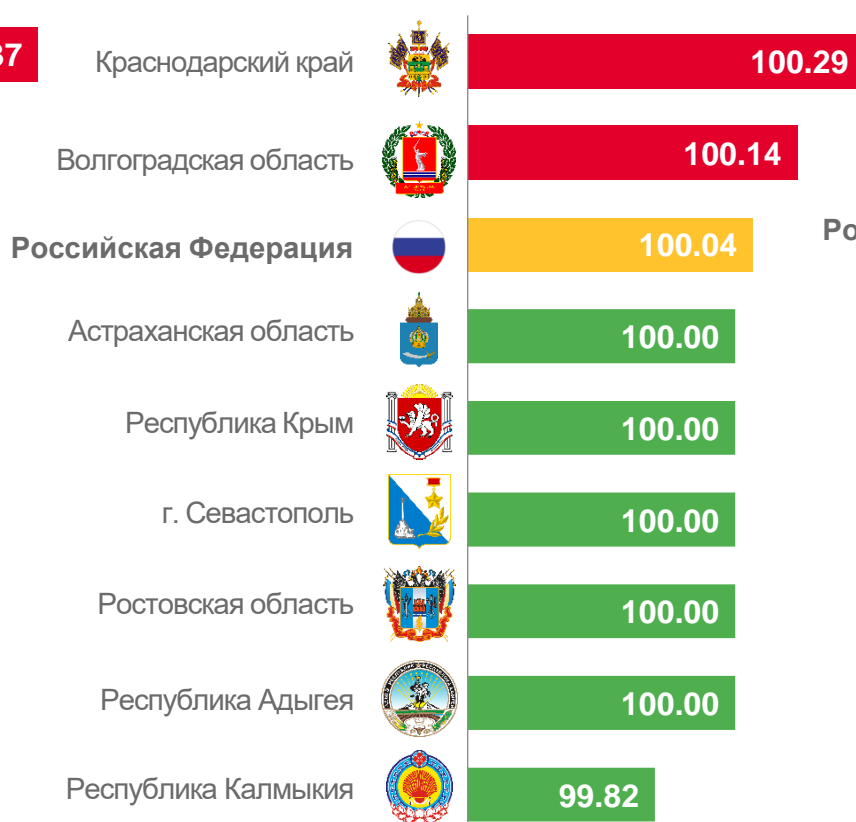 37
Краснодарский край 100.29
Волгоградская область 100.14
Российская Федерация 100.04
Ро
Астраханская область 100.00
Республика Крым 100.00
г. Севастополь 100.00
Ростовская область 100.00
Республика Адыгея 100.00
Республика Калмыкия 99.82